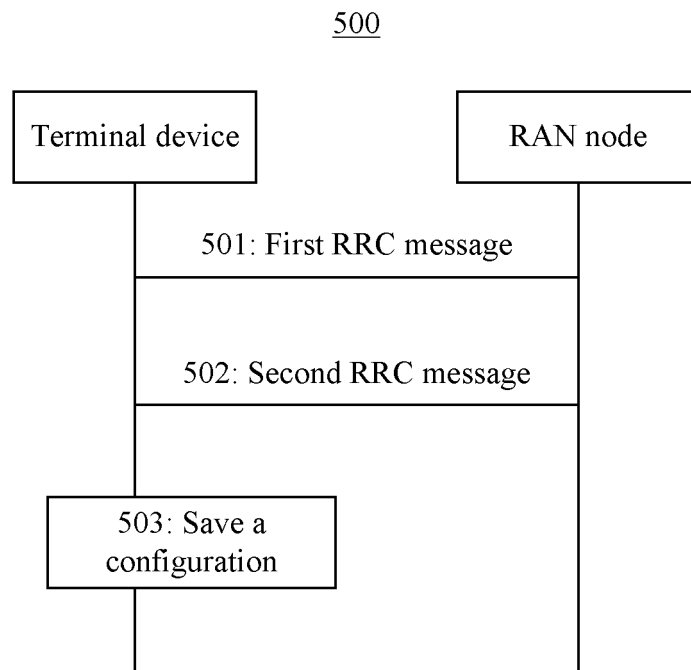 500
Terminal device
RAN node
501: First RRC message
502: Second RRC message
503: Save a
configuration